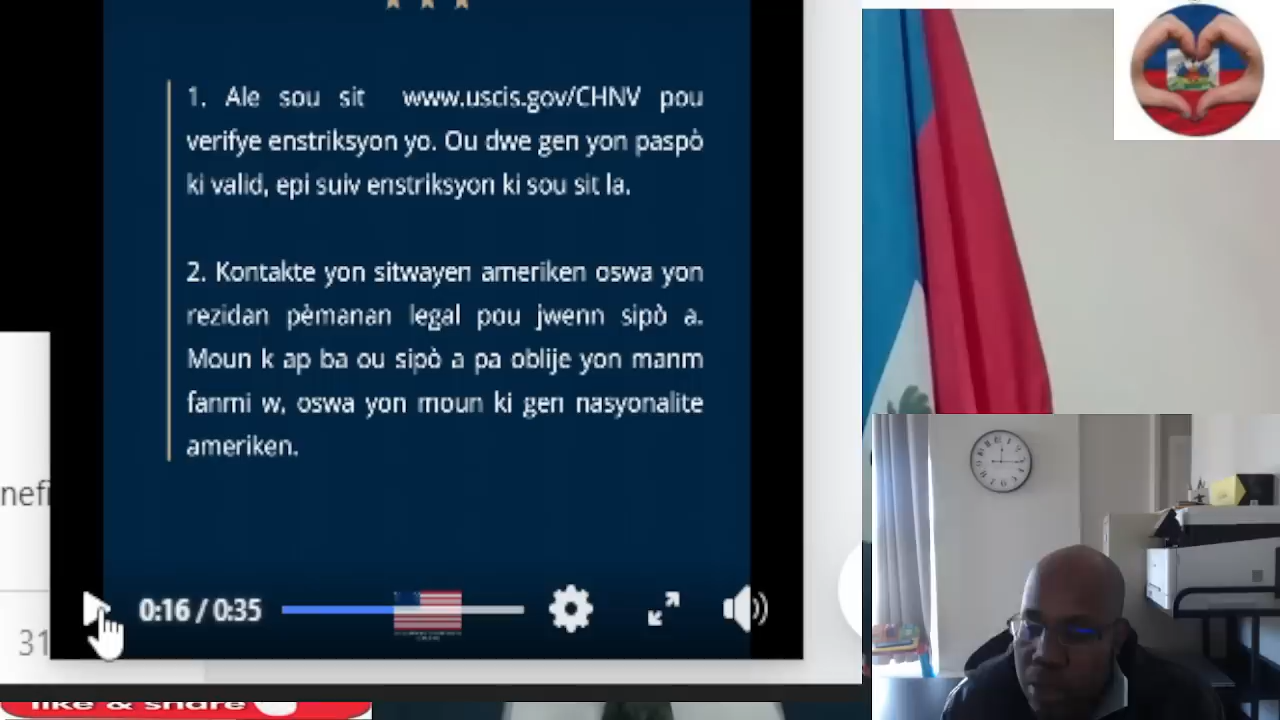 1. Ale sou sit www.uscis.gov/CHNV pou
verifye enstriksyon yo. Ou dwe gen yon paspò
ki valid, epi suiv enstriksyon ki sou sit la.
2. Kontakte yon sitwayen ameriken oswa yon
rezidan pèmanan legal pou jwenn sipò a.
Moun k ap ba ou sipò a pa oblije yon manm
fanmi w, oswa yon moun ki gen nasyonalite
ameriken.
nefi
0:16 / 0:35
31
like & share